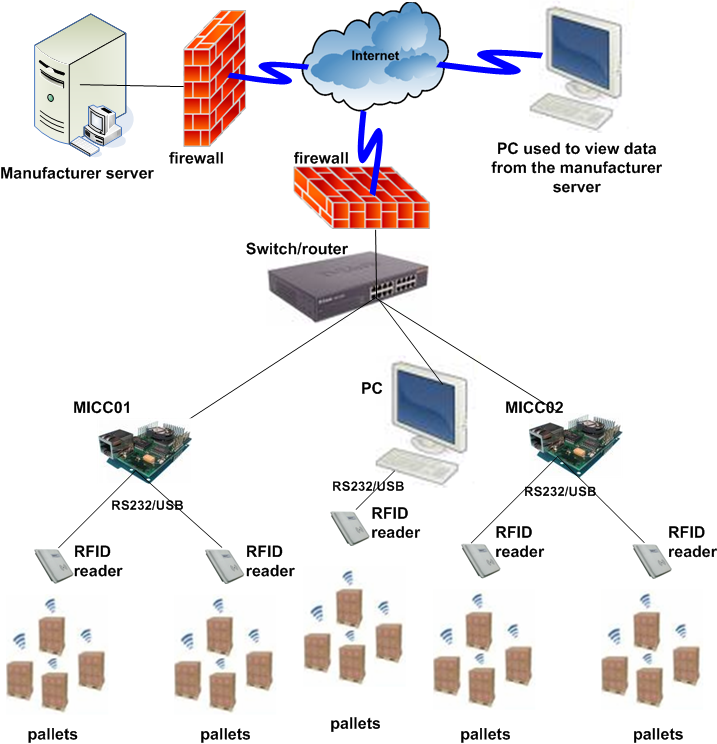 Internet
Manufacturer server
firewall
firewall
PC used to view data
from the manufacturer
server
Switch/router
PC
MICC01
MICC02
RS232/USB
RS232/USB
RS232/USB
RFID
reader
RFID
reader
RFID
reader
RFID
reader
RFID
reader
pallets
pallets
pallets
pallets
pallets